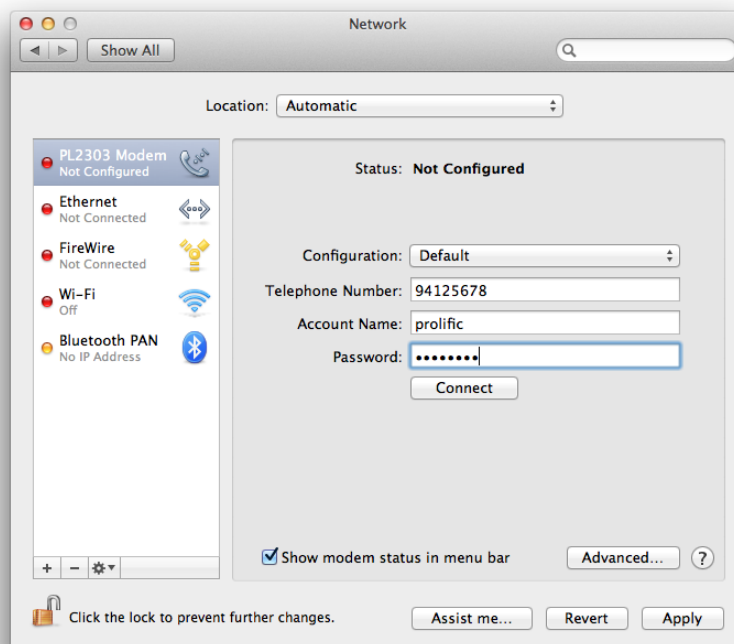 Network
Show All
Location: Automatic
PL2303 Modem
Not Configured
Ethernet
Not Connected
FireWire
Not Connected
Wi-Fi
Off
Bluetooth PAN
No IP Address
Status: Not Configured
Configuration: Default
Telephone Number: 94125678
Account Name: prolific
Password: ••••••••
Connect
Show modem status in menu bar
Advanced...
?
Click the lock to prevent further changes.
Assist me...
Revert
Apply